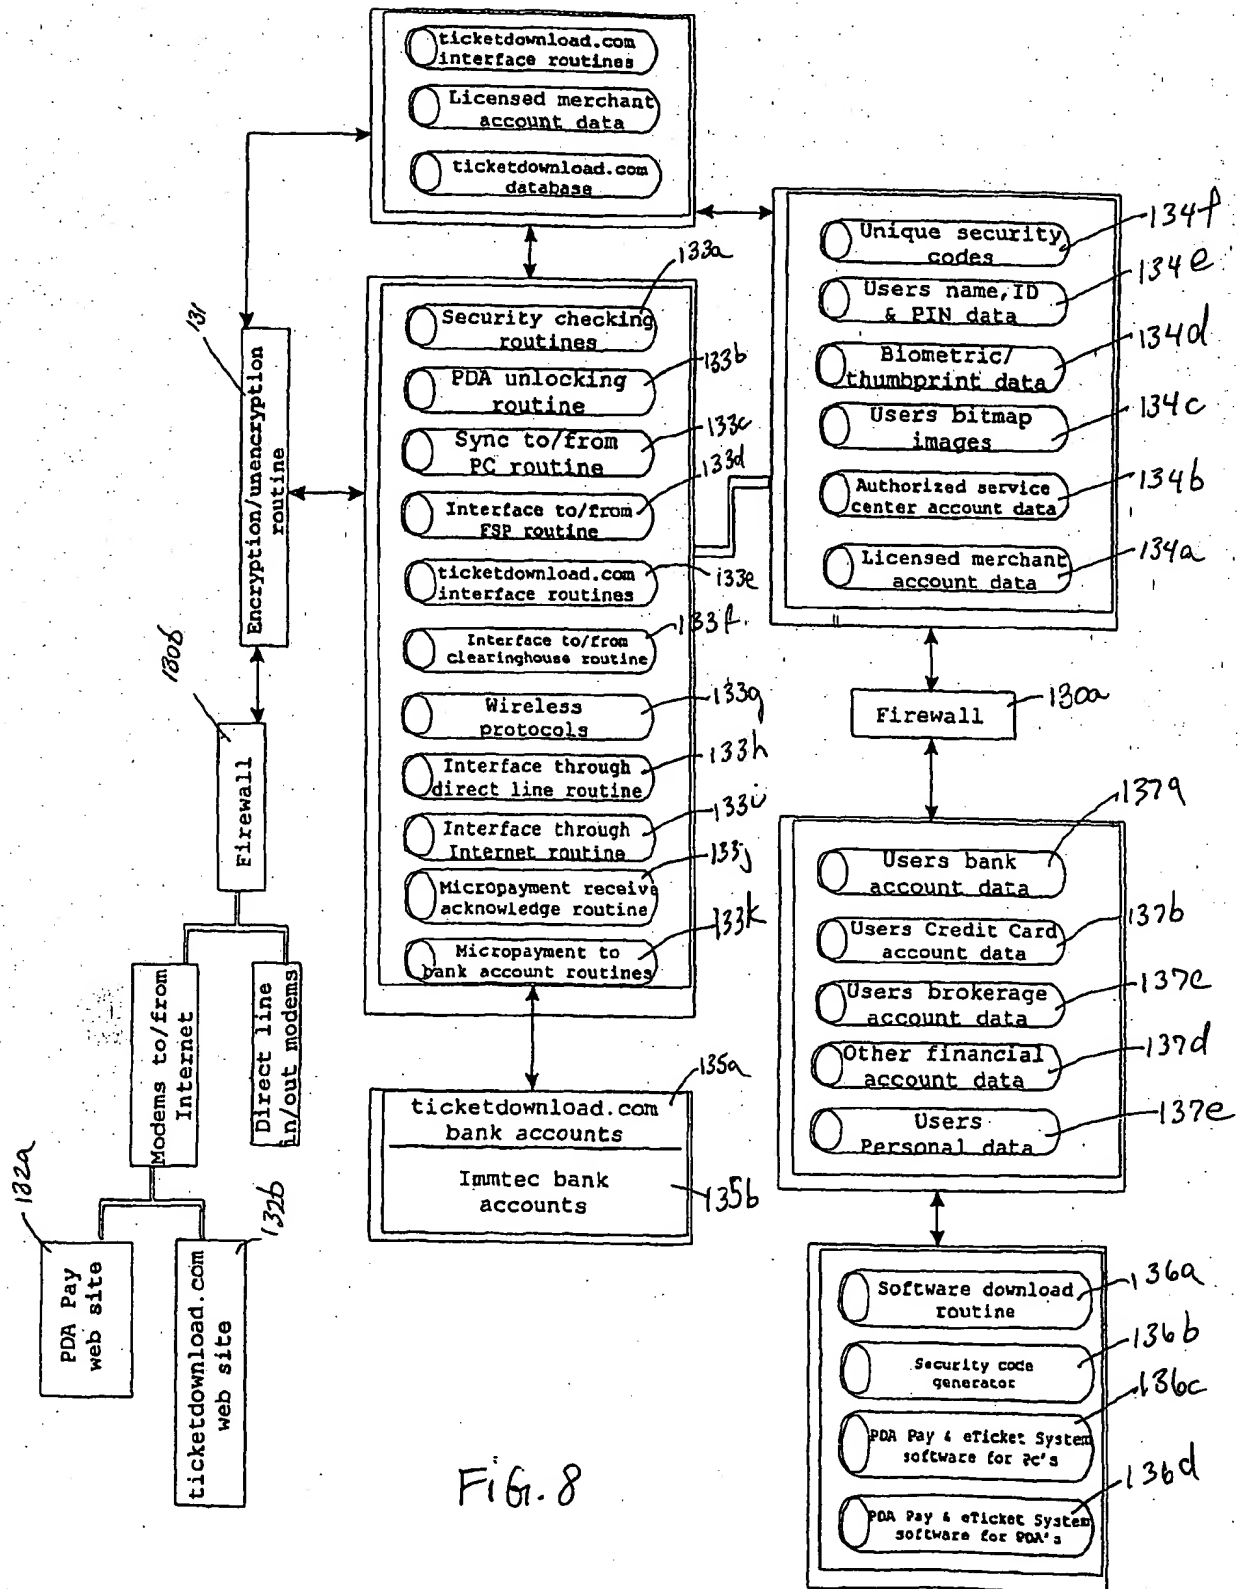 ticketdownload.com
interface routines
Licensed merchant
account data
ticketdownload.com
database
133a
Security checking
routines
133b
PDA unlocking
routine
133c
Sync to/from
PC routine
133d
Interface to/from
FSP routine
133e
ticketdownload.com
interface routines
133f.
Interface to/from
clearinghouse routine
133g
Wireless
protocols
133h
Interface through
direct line routine
133i
Interface through
Internet routine
133j
Micropayment receive
acknowledge routine
133k
Micropayment to
bank account routines
135a
ticketdownload.com
bank accounts
135b
Immtec bank
accounts
131
Encryption/unencryption
routine
130b
Firewall
Modems to/from
Internet
Direct line
in/out modems
132a
PDA Pay
web site
132b
ticketdownload.com
web site
134f
Unique security
codes
134e
Users name, ID
& PIN data
134d
Biometric/
thumbprint data
134c
Users bitmap
images
134b
Authorized service
center account data
134a
Licensed merchant
account data
130a
Firewall
137a
Users bank
account data
137b
Users Credit Card
account data
137c
Users brokerage
account data
137d
Other financial
account data
137e
Users
Personal data
136a
Software download
routine
136b
Security code
generator
136c
PDA Pay & eTicket System
software for PC's
136d
PDA Pay & eTicket System
software for PDA's
FiG. 8